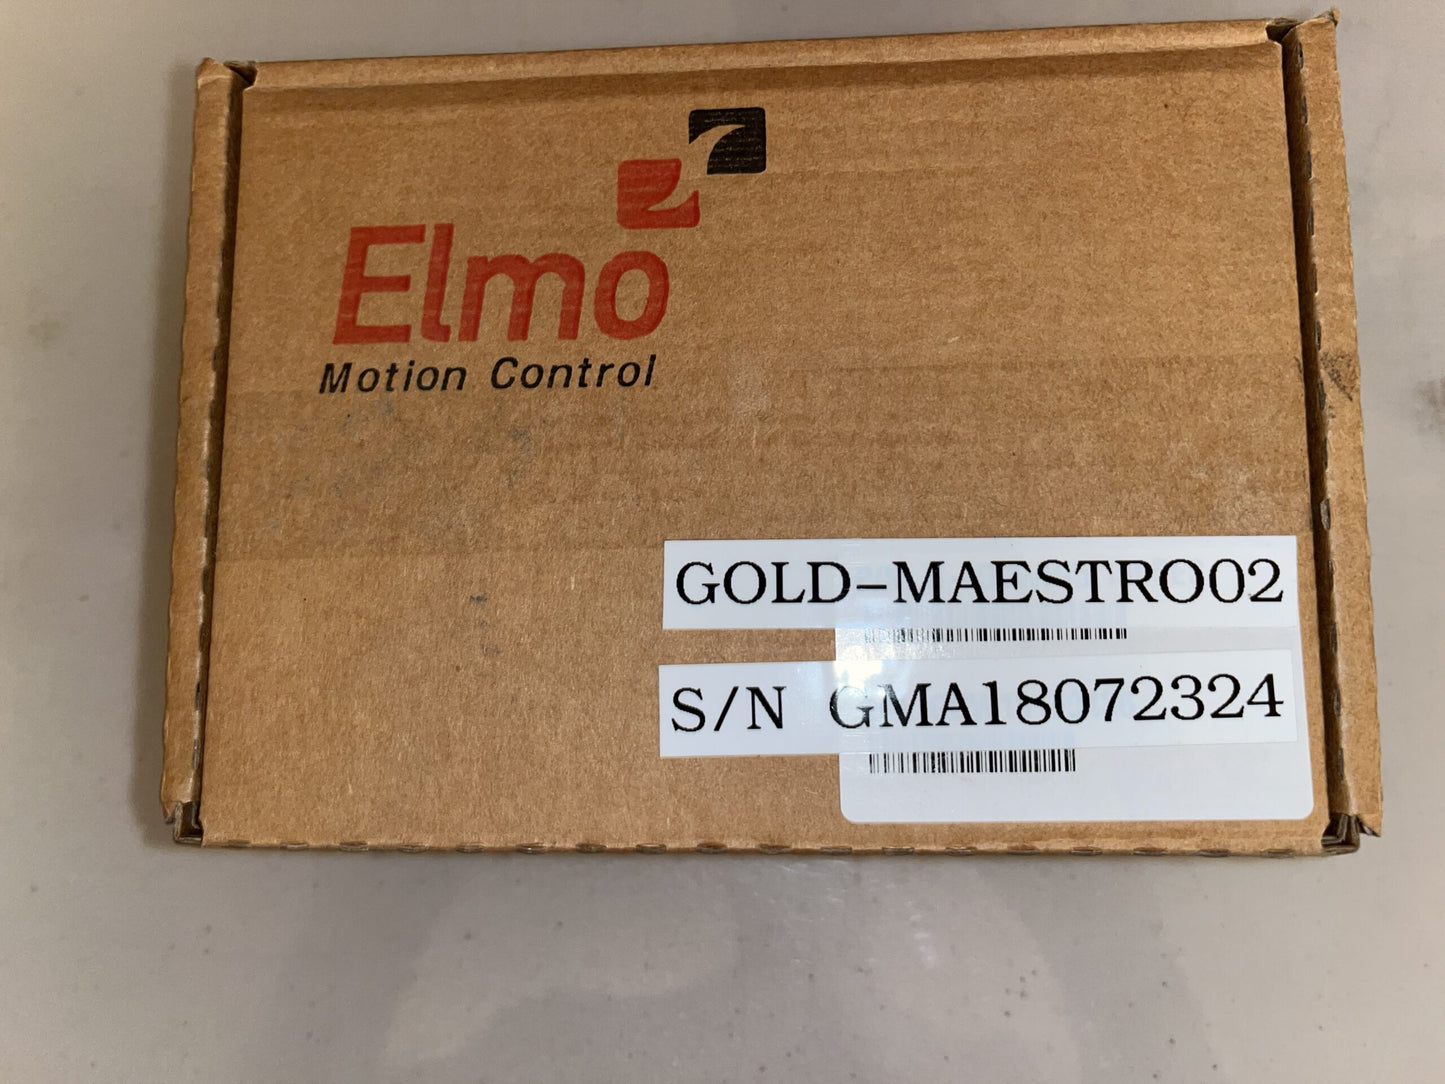 Elmo
Motion Control
GOLD-MAESTRO02
S/N GMA18072324